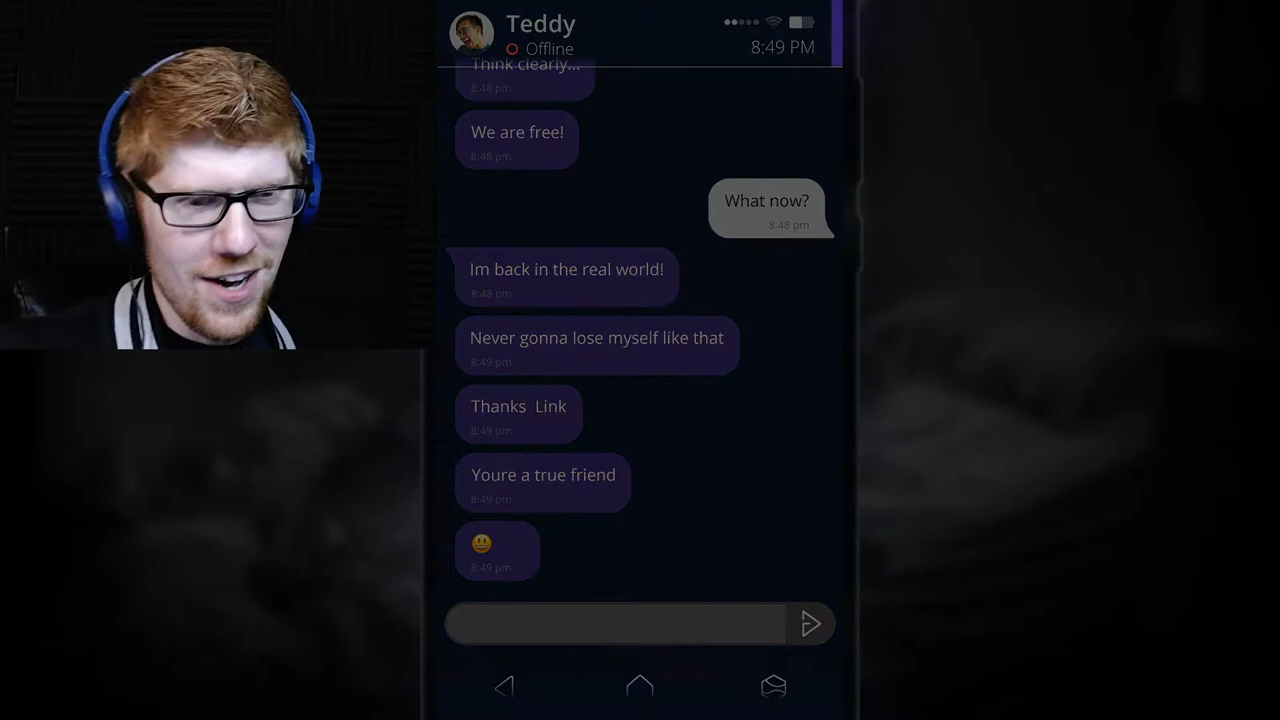 Teddy
Offline
8:49 PM
Think clearly...
8:48 pm
We are free!
8:48 pm
What now?
8:48 pm
Im back in the real world!
8:48 pm
Never gonna lose myself like that
8:49 pm
Thanks  Link
8:49 pm
Youre a true friend
8:49 pm
😃
8:49 pm